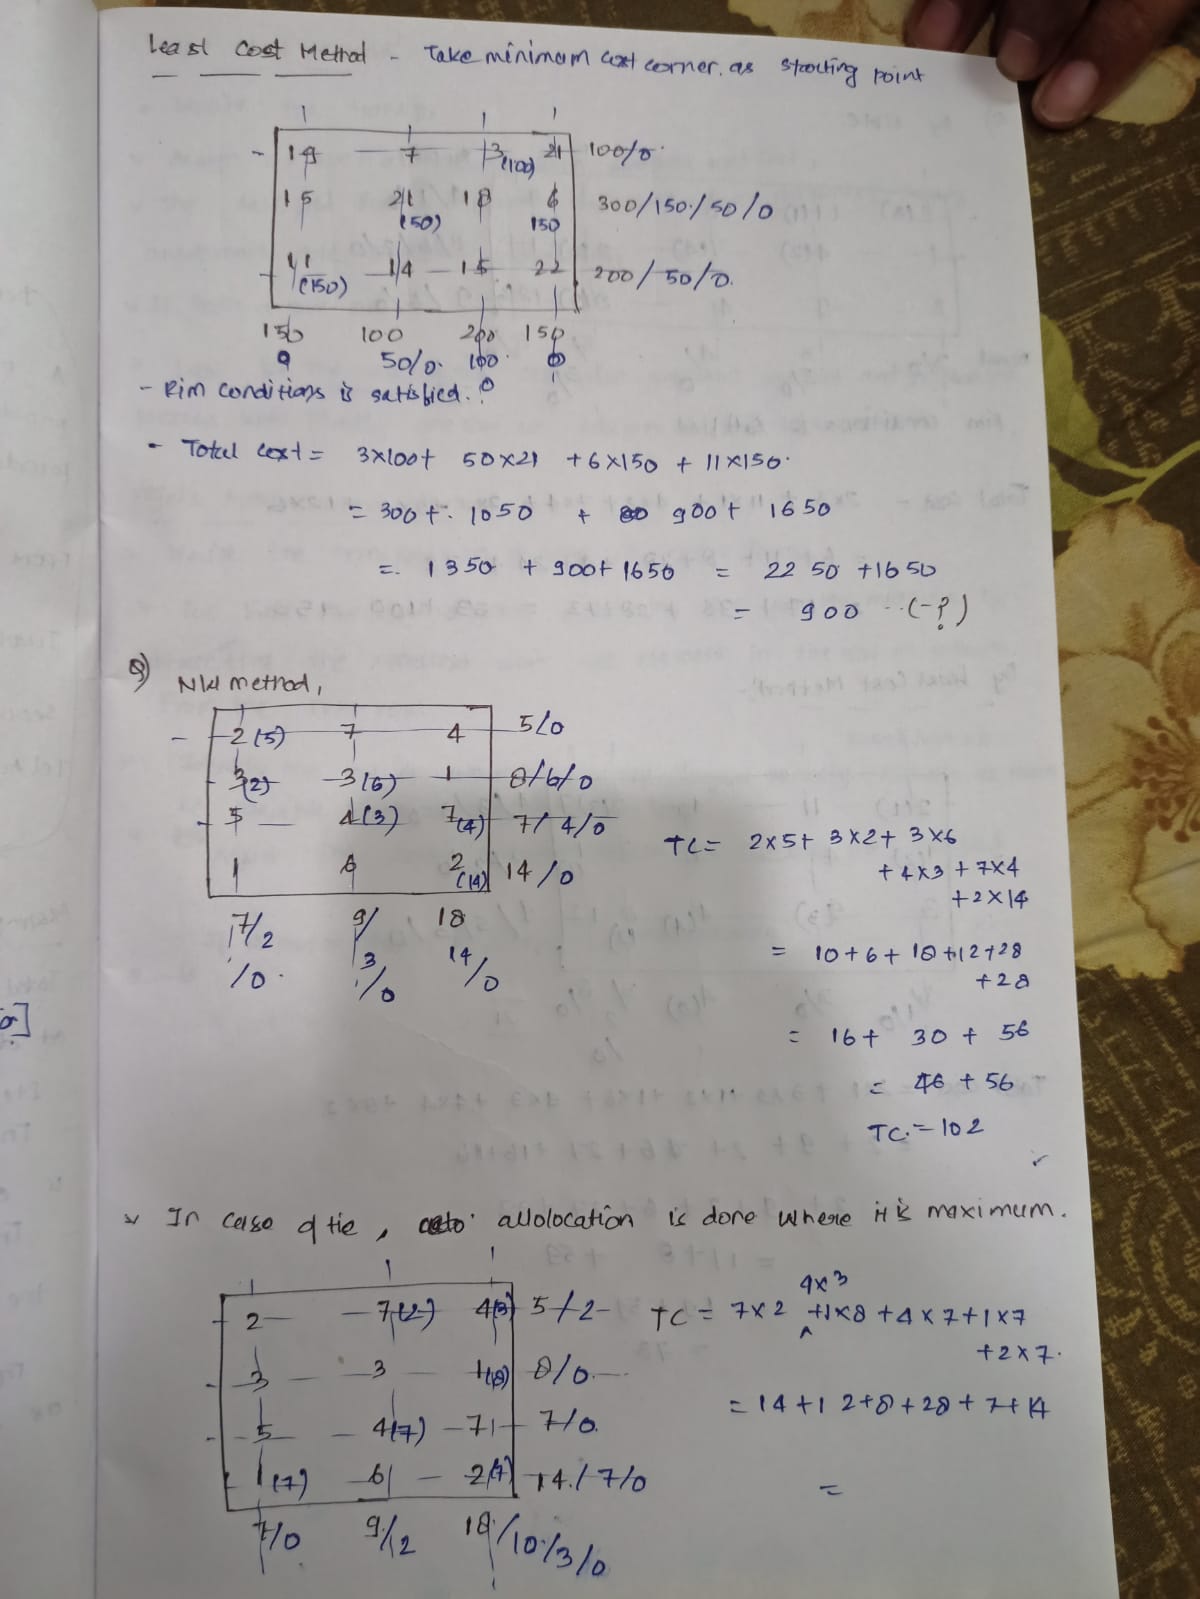 Least Cost Method - Take minimum cost corner. as starting point
19 7 3(100) 21 100/0
15 21 18 6 300/150/50/0
(50) 150
11 14 15 22 200/50/0.
(150)
150 100 200 150
0 50/0. 100 0
- Rim conditions is satisfied. 0
- Total cost = 3x100+ 50x21 +6x150 + 11x150.
= 300 +. 1050 + 900+ 1650
=. 1350 + 900+ 1650 = 2250 +1650
= 900 ..(-?)
Q) NW method,
2(5) 7 4 5/0
3(2) 3(6) 1 8/6/0
5 4(3) 7(4) 7/4/0
1 6 2(14) 14/0
TC= 2x5+ 3x2+ 3x6
+ 4x3 + 7x4
+2x14
7/2 9/ 18
/0. 3/0 14/0
= 10+6+ 18+12+28
+28
= 16+ 30 + 56
= 46 + 56
TC.=102
In case of tie, allolocation is done where it is maximum.
4x3
2 7(2) 4(3) 5/2 TC = 7x2 +1x8 +4x7+1x7
+2x7.
3 3 1(8) 8/0.
= 14+12+8+28+7+14
5 4(7) 7 7/0.
1(7) 6 2(7) 14./7/0
=
7/0 9/2 18/10/3/0